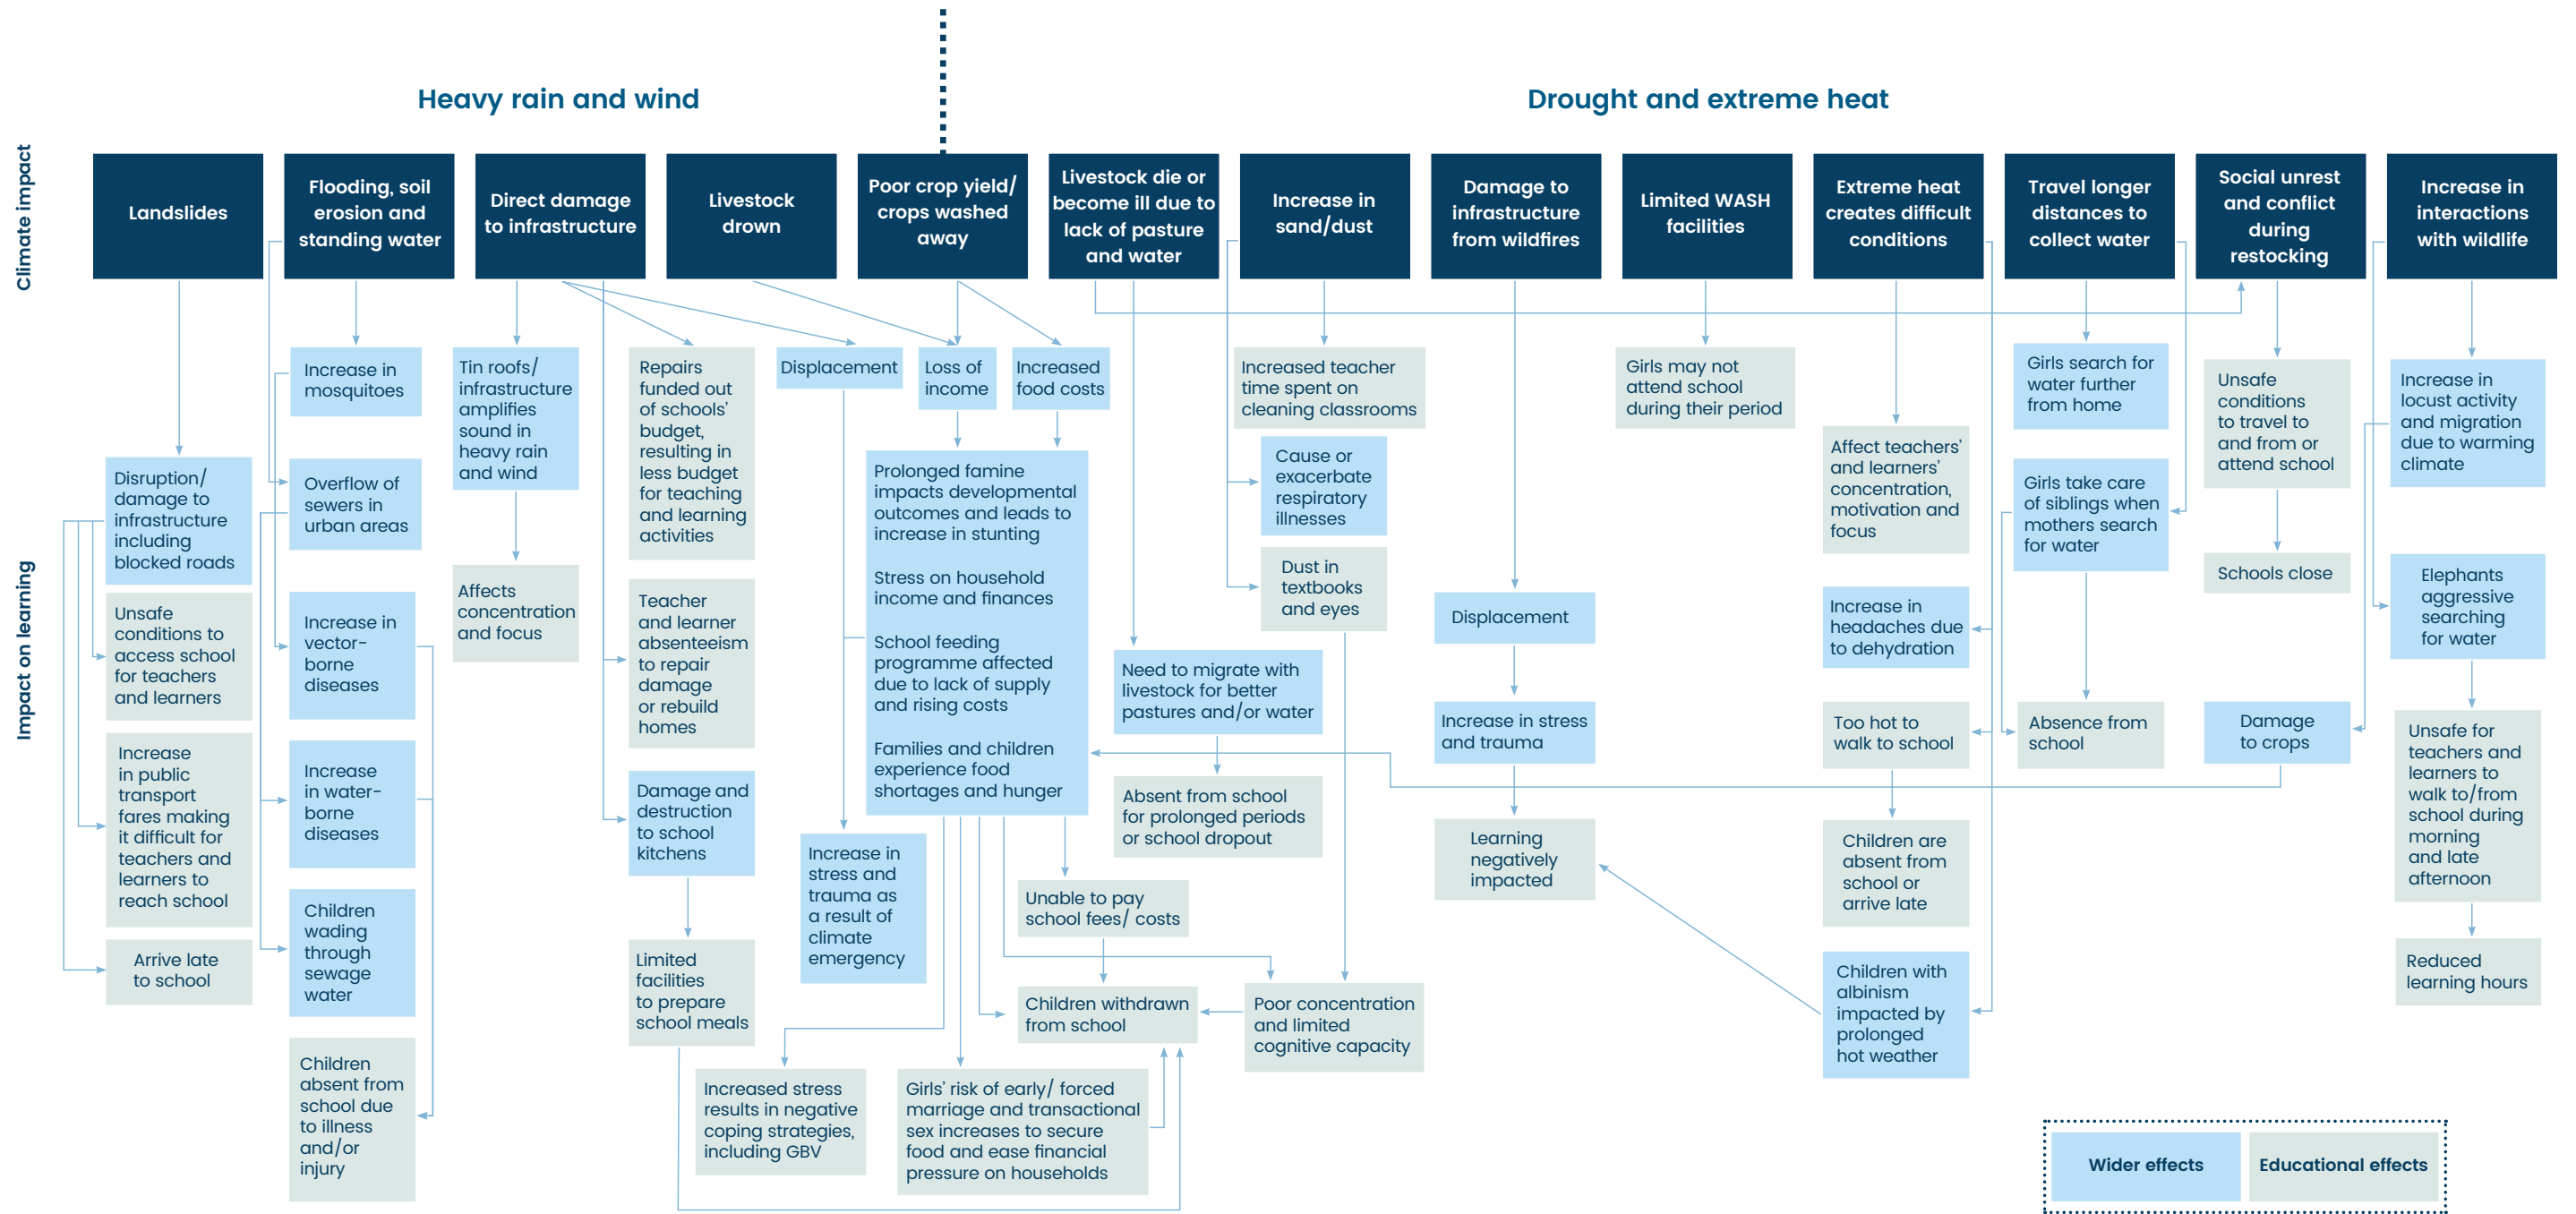 Heavy rain and wind
Drought and extreme heat
Climate impact
Landslides
Flooding, soil
erosion and
standing water
Direct damage
to infrastructure
Livestock
drown
Poor crop yield/
crops washed
away
Livestock die or
become ill due to
lack of pasture
and water
Increase in
sand/dust
Damage to
infrastructure
from wildfires
Limited WASH
facilities
Extreme heat
creates difficult
conditions
Travel longer
distances to
collect water
Social unrest
and conflict
during
restocking
Increase in
interactions
with wildlife
Impact on learning
Disruption/
damage to
infrastructure
including
blocked roads
Unsafe
conditions to
access school
for teachers
and learners
Increase
in public
transport
fares making
it difficult for
teachers and
learners to
reach school
Arrive late
to school
Increase in
mosquitoes
Overflow of
sewers in
urban areas
Increase in
vector-
borne
diseases
Increase
in water-
borne
diseases
Children
wading
through
sewage
water
Children
absent from
school due
to illness
and/or
injury
Tin roofs/
infrastructure
amplifies
sound in
heavy rain
and wind
Affects
concentration
and focus
Repairs
funded out
of schools'
budget,
resulting in
less budget
for teaching
and learning
activities
Teacher
and learner
absenteeism
to repair
damage
or rebuild
homes
Damage and
destruction
to school
kitchens
Limited
facilities
to prepare
school meals
Displacement
Increase in
stress and
trauma as
a result of
climate
emergency
Loss of
income
Increased
food costs
Prolonged famine
impacts developmental
outcomes and leads to
increase in stunting
Stress on household
income and finances
School feeding
programme affected
due to lack of supply
and rising costs
Families and children
experience food
shortages and hunger
Increased stress
results in negative
coping strategies,
including GBV
Girls' risk of early/ forced
marriage and transactional
sex increases to secure
food and ease financial
pressure on households
Unable to pay
school fees/ costs
Children withdrawn
from school
Need to migrate with
livestock for better
pastures and/or water
Absent from school
for prolonged periods
or school dropout
Increased teacher
time spent on
cleaning classrooms
Cause or
exacerbate
respiratory
illnesses
Dust in
textbooks
and eyes
Poor concentration
and limited
cognitive capacity
Displacement
Increase in stress
and trauma
Learning
negatively
impacted
Girls may not
attend school
during their period
Affect teachers'
and learners'
concentration,
motivation and
focus
Increase in
headaches due
to dehydration
Too hot to
walk to school
Children are
absent from
school or
arrive late
Children with
albinism
impacted by
prolonged
hot weather
Girls search for
water further
from home
Girls take care
of siblings when
mothers search
for water
Absence from
school
Unsafe
conditions
to travel to
and from or
attend school
Schools close
Damage
to crops
Increase in
locust activity
and migration
due to warming
climate
Elephants
aggressive
searching
for water
Unsafe for
teachers and
learners to
walk to/from
school during
morning
and late
afternoon
Reduced
learning hours
Wider effects
Educational effects